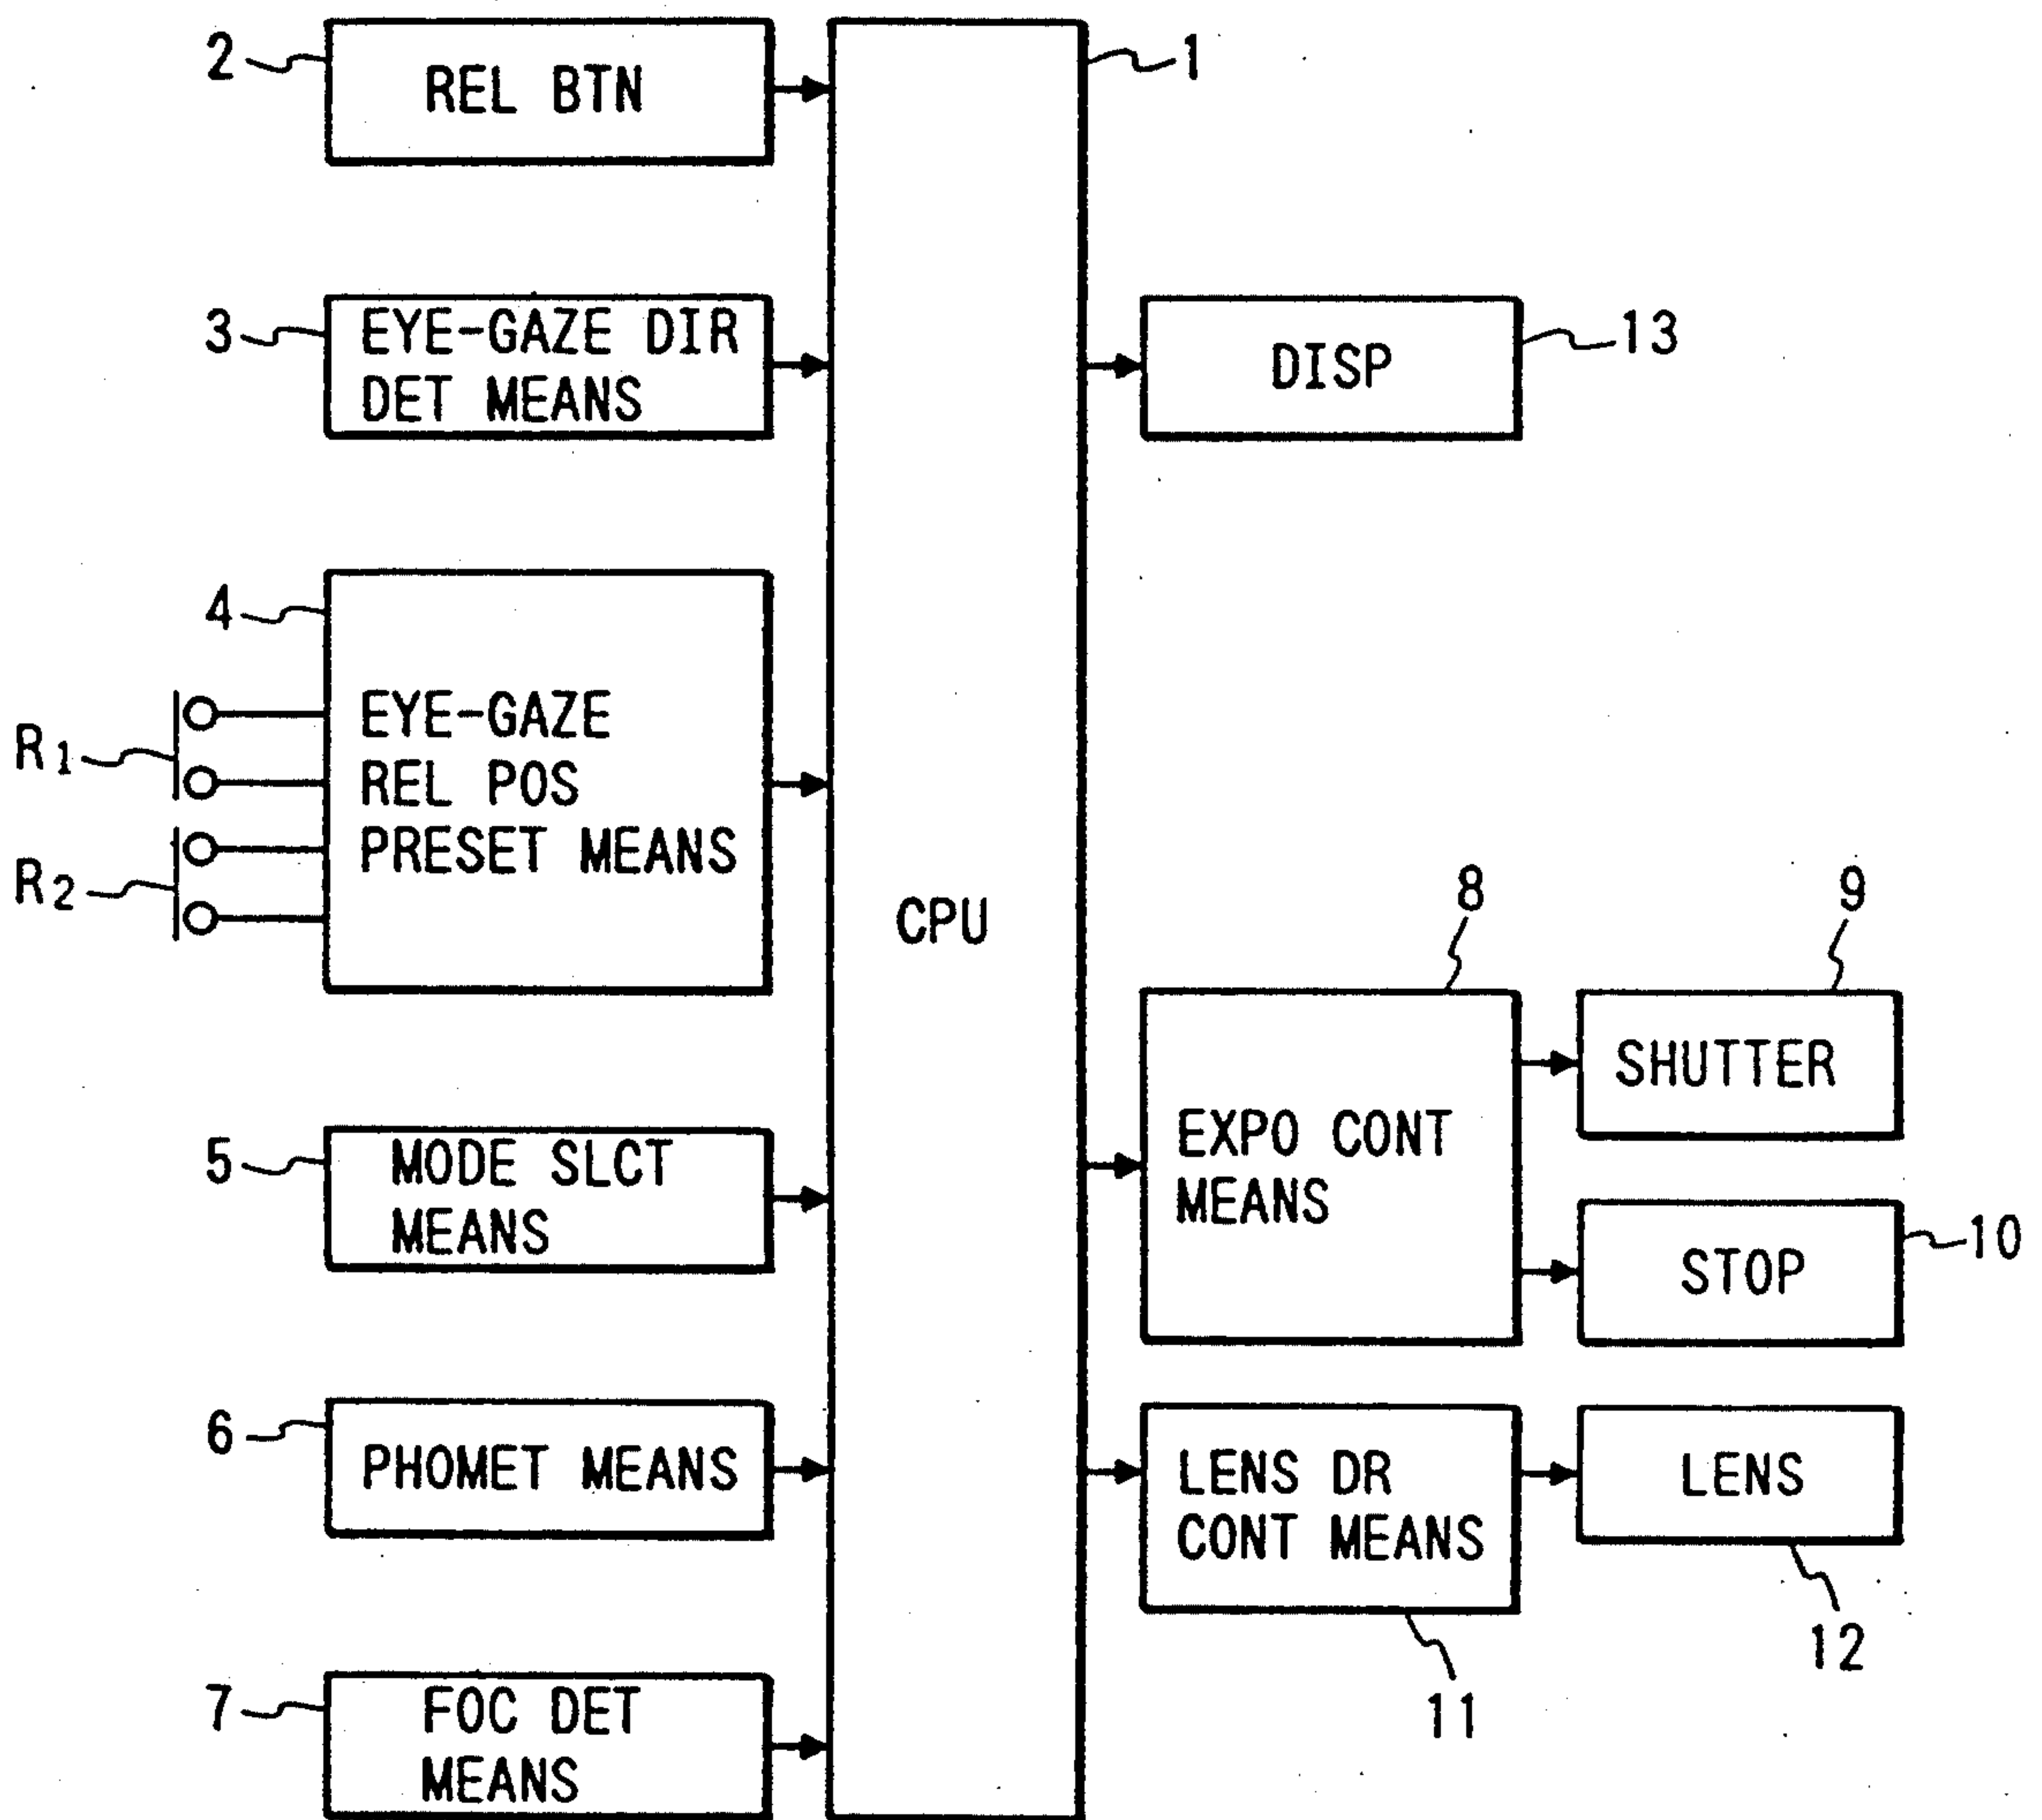 2
REL BTN
1
3
EYE-GAZE DIR
DET MEANS
DISP
13
4
EYE-GAZE
REL POS
PRESET MEANS
R1
R2
CPU
5
MODE SLCT
MEANS
8
EXPO CONT
MEANS
9
SHUTTER
STOP
10
6
PHOMET MEANS
LENS DR
CONT MEANS
11
LENS
12
7
FOC DET
MEANS